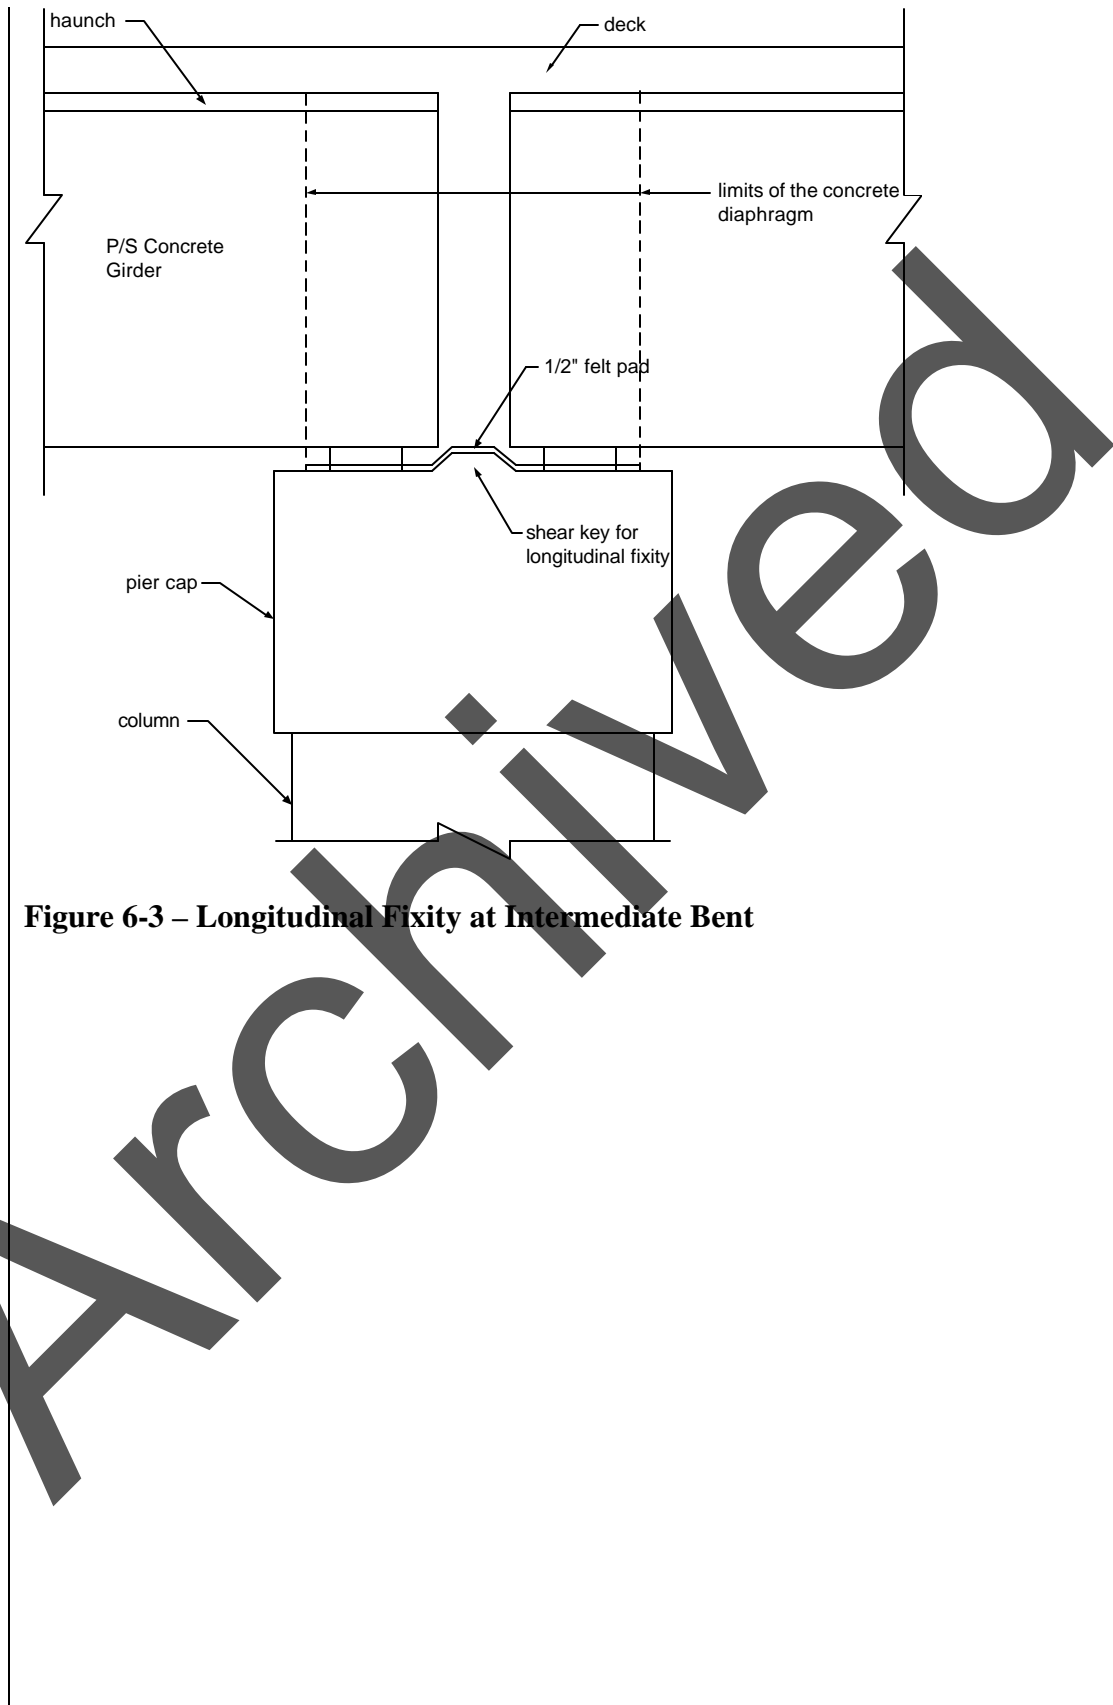 haunch
deck
limits of the concrete
diaphragm
P/S Concrete
Girder
1/2" felt pad
shear key for
longitudinal fixity
pier cap
column
Figure 6-3 – Longitudinal Fixity at Intermediate Bent
Archived